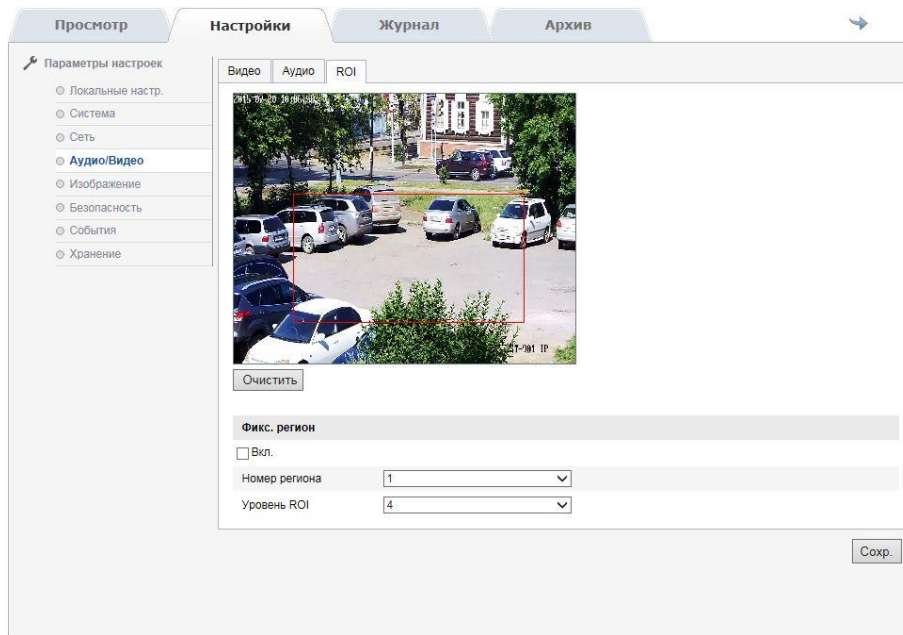 Просмотр
Настройки
Журнал
Архив
Параметры настроек
Локальные настр.
Система
Сеть
Аудио/Видео
Изображение
Безопасность
События
Хранение
Видео
Аудио
ROI
Очистить
Фикс. регион
Вкл.
Номер региона 1
Уровень ROI 4
Сохр.